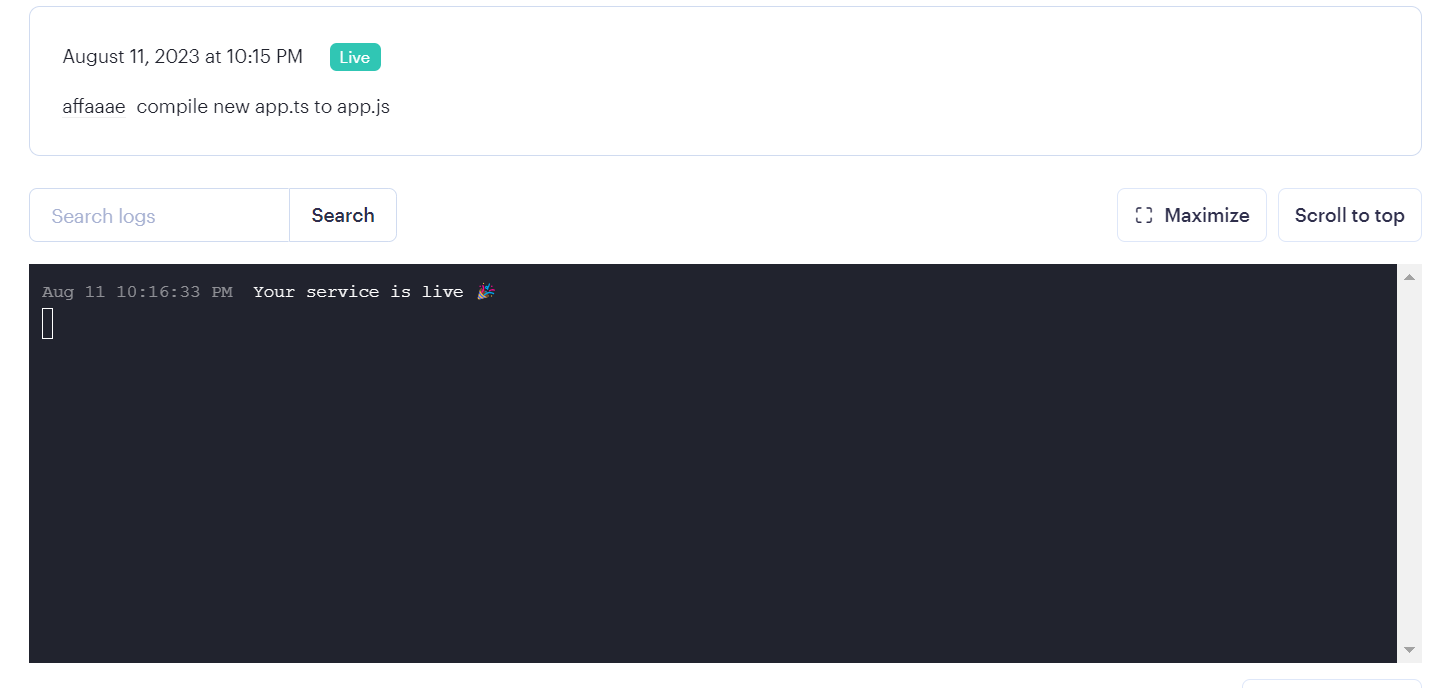 August 11, 2023 at 10:15 PM Live
affaaae compile new app.ts to app.js
Search logs Search Maximize Scroll to top
Aug 11 10:16:33 PM Your service is live 🎉